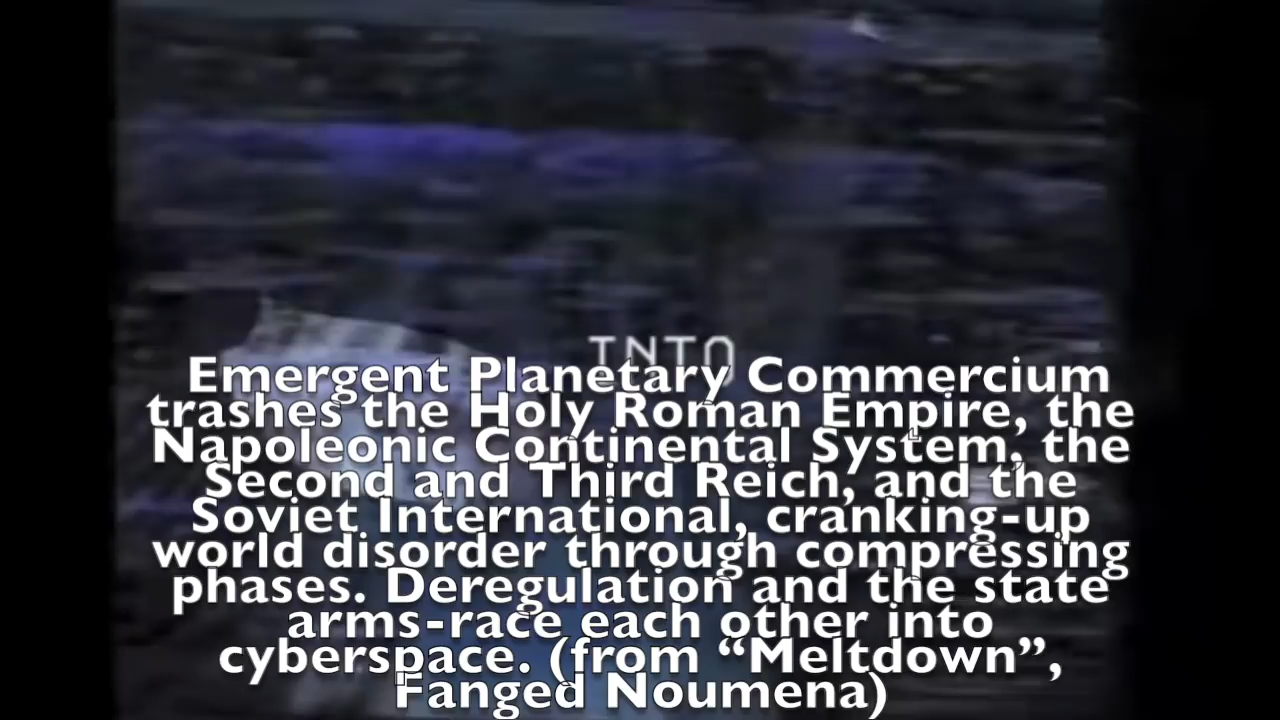 INTO
Emergent Planetary Commercium
trashes the Holy Roman Empire, the
Napoleonic Continental System, the
Second and Third Reich, and the
Soviet International, cranking-up
world disorder through compressing
phases. Deregulation and the state
arms-race each other into
cyberspace. (from “Meltdown”,
Fanged Noumena)